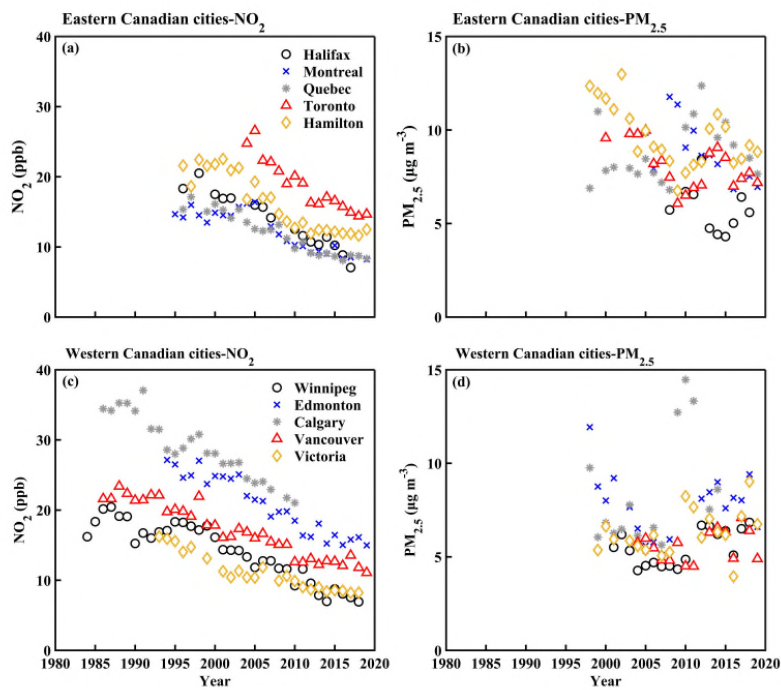 Eastern Canadian cities-NO2
Eastern Canadian cities-PM2.5
40
30
20
10
0
NO2 (ppb)
(a)
Halifax
Montreal
Quebec
Toronto
Hamilton
15
10
5
0
PM2.5 (µg m-3)
(b)
Western Canadian cities-NO2
Western Canadian cities-PM2.5
40
30
20
10
0
NO2 (ppb)
(c)
Winnipeg
Edmonton
Calgary
Vancouver
Victoria
1980 1985 1990 1995 2000 2005 2010 2015 2020
Year
15
10
5
0
PM2.5 (µg m-3)
(d)
1980 1985 1990 1995 2000 2005 2010 2015 2020
Year